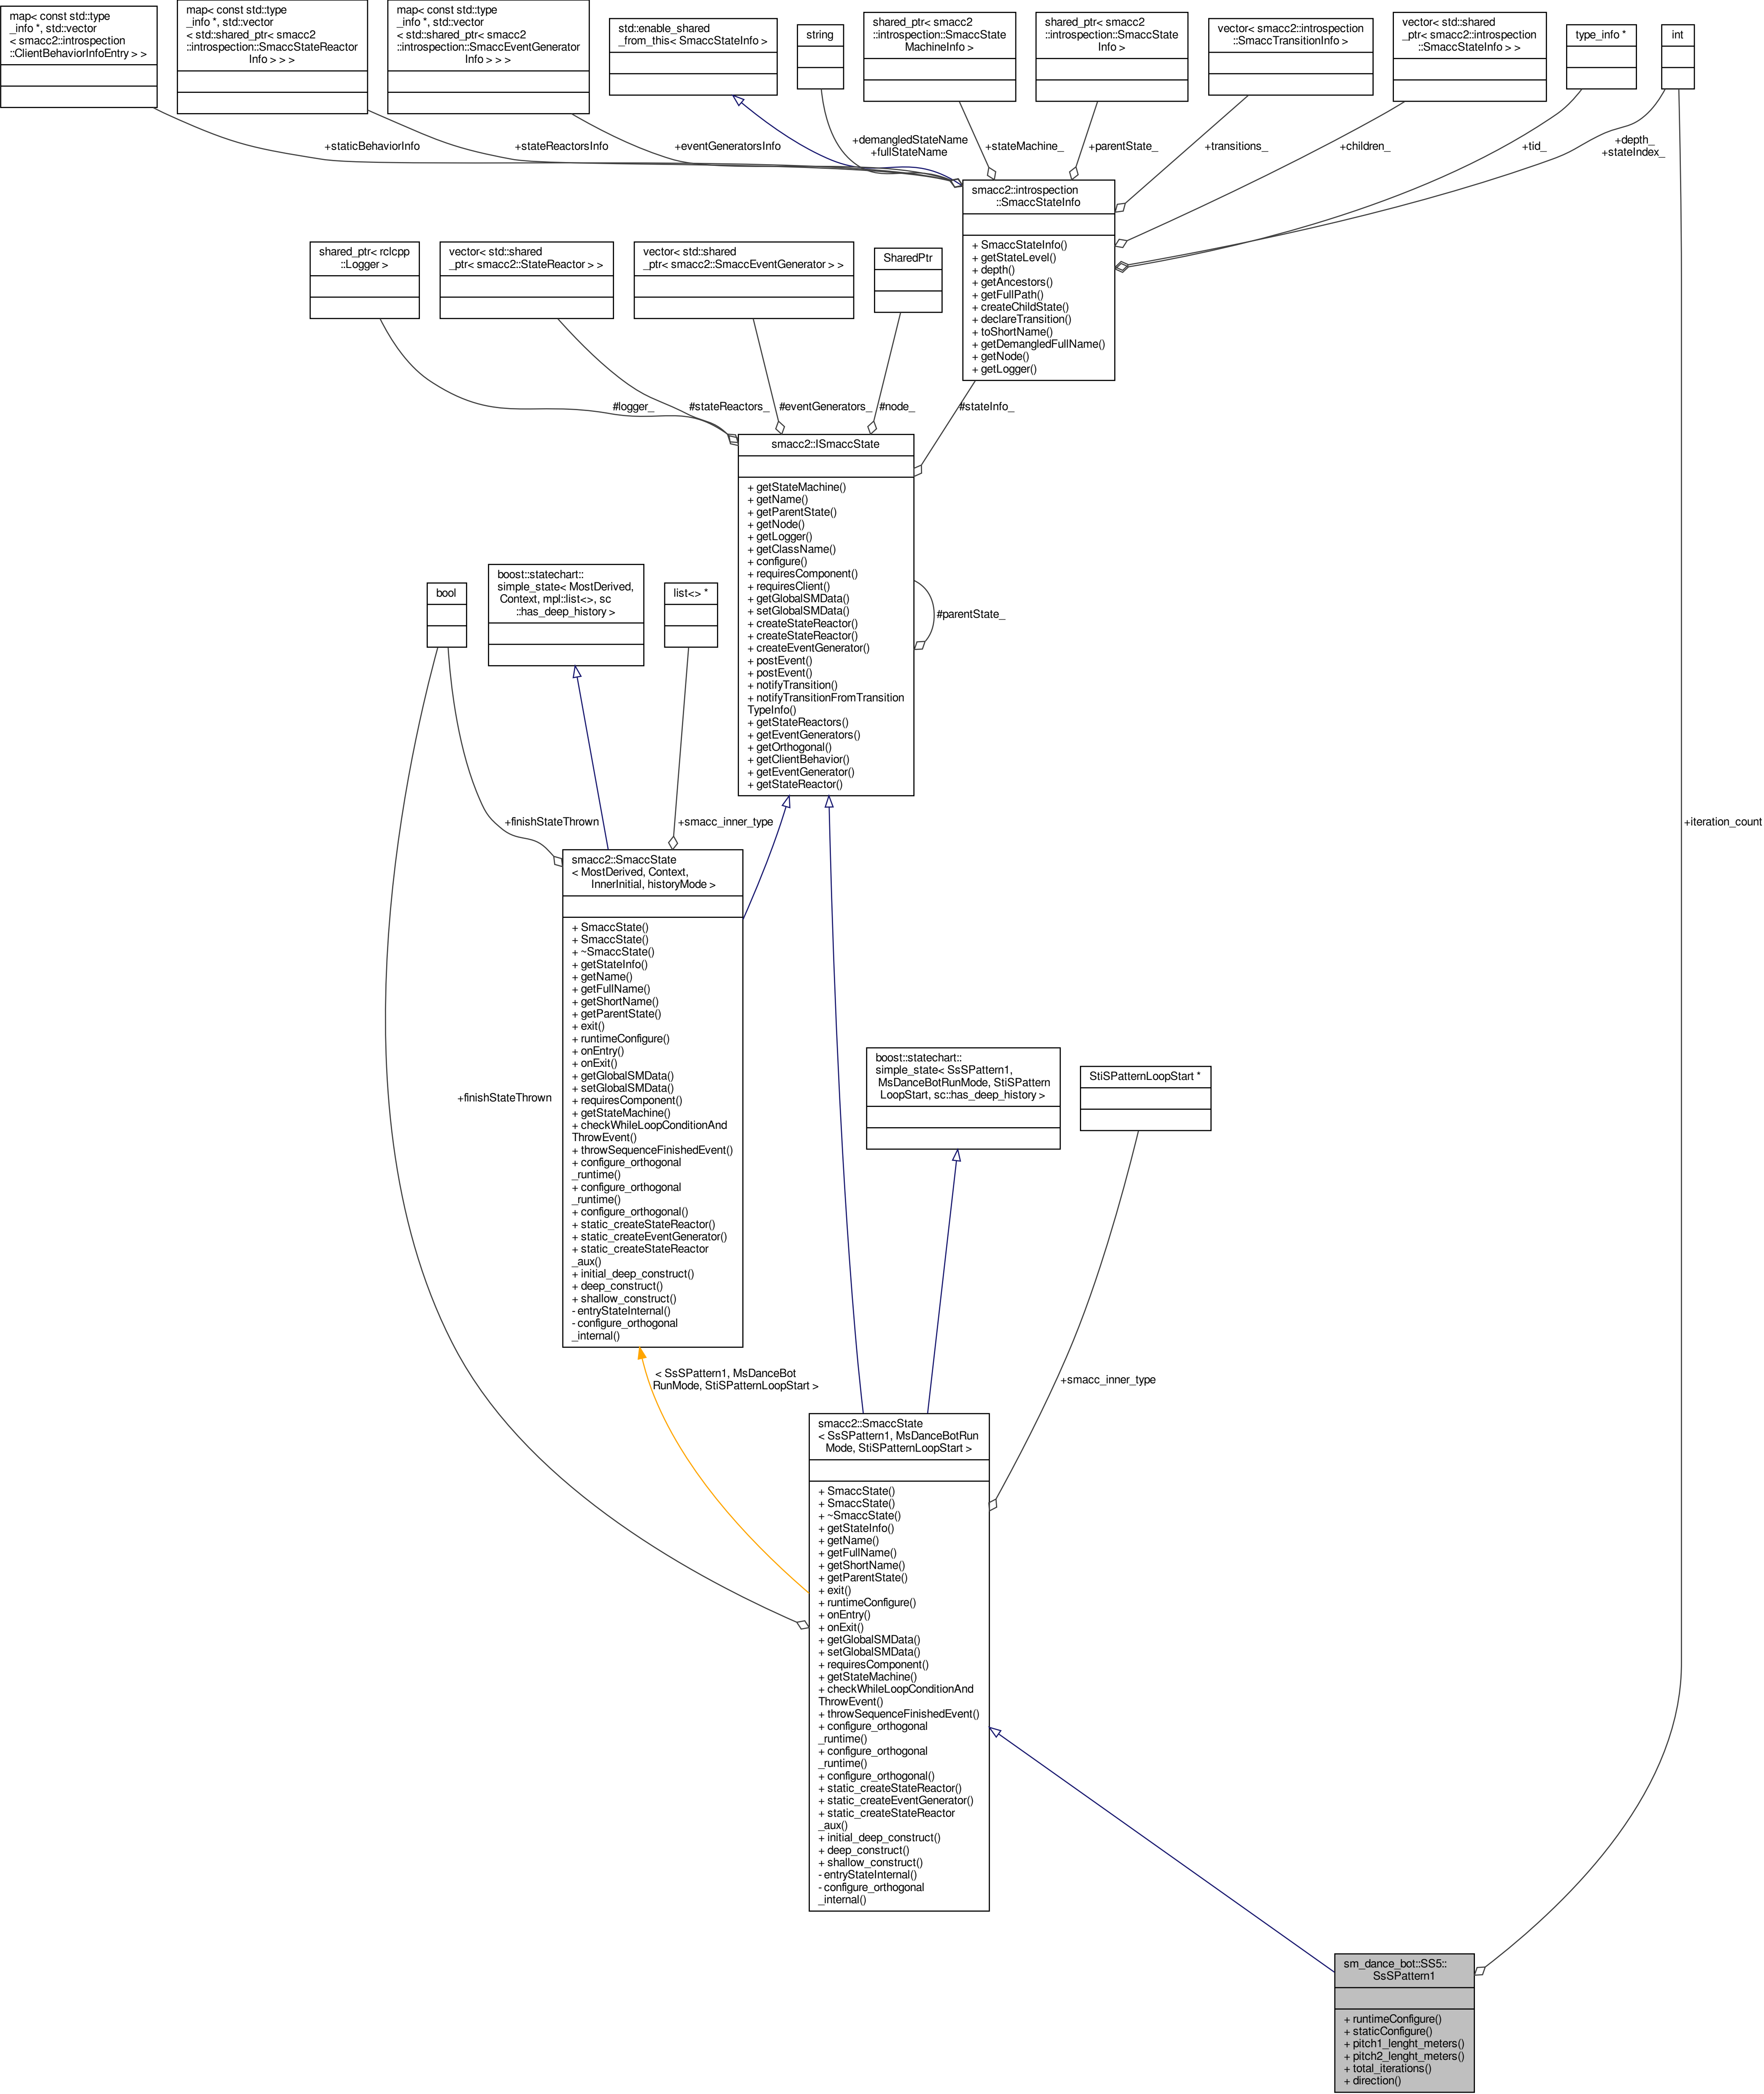 map< const std::type
_info *, std::vector
< smacc2::introspection
::ClientBehaviorInfoEntry > >
map< const std::type
_info *, std::vector
< std::shared_ptr< smacc2
::introspection::SmaccStateReactor
Info > > >
map< const std::type
_info *, std::vector
< std::shared_ptr< smacc2
::introspection::SmaccEventGenerator
Info > > >
std::enable_shared
_from_this< SmaccStateInfo >
string
shared_ptr< smacc2
::introspection::SmaccState
MachineInfo >
shared_ptr< smacc2
::introspection::SmaccState
Info >
vector< smacc2::introspection
::SmaccTransitionInfo >
vector< std::shared
_ptr< smacc2::introspection
::SmaccStateInfo > >
type_info *
int
+staticBehaviorInfo
+stateReactorsInfo
+eventGeneratorsInfo
+demangledStateName
+fullStateName
+stateMachine_
+parentState_
+transitions_
+children_
+tid_
+depth_
+stateIndex_
smacc2::introspection
::SmaccStateInfo
+ SmaccStateInfo()
+ getStateLevel()
+ depth()
+ getAncestors()
+ getFullPath()
+ createChildState()
+ declareTransition()
+ toShortName()
+ getDemangledFullName()
+ getNode()
+ getLogger()
shared_ptr< rclcpp
::Logger >
vector< std::shared
_ptr< smacc2::StateReactor > >
vector< std::shared
_ptr< smacc2::SmaccEventGenerator > >
SharedPtr
#logger_
#stateReactors_
#eventGenerators_
#node_
#stateInfo_
smacc2::ISmaccState
+ getStateMachine()
+ getName()
+ getParentState()
+ getNode()
+ getLogger()
+ getClassName()
+ configure()
+ requiresComponent()
+ requiresClient()
+ getGlobalSMData()
+ setGlobalSMData()
+ createStateReactor()
+ createStateReactor()
+ createEventGenerator()
+ postEvent()
+ postEvent()
+ notifyTransition()
+ notifyTransitionFromTransition
TypeInfo()
+ getStateReactors()
+ getEventGenerators()
+ getOrthogonal()
+ getClientBehavior()
+ getEventGenerator()
+ getStateReactor()
#parentState_
bool
boost::statechart::
simple_state< MostDerived,
Context, mpl::list<>, sc
::has_deep_history >
list<> *
+finishStateThrown
+smacc_inner_type
+iteration_count
smacc2::SmaccState
< MostDerived, Context,
InnerInitial, historyMode >
+ SmaccState()
+ SmaccState()
+ ~SmaccState()
+ getStateInfo()
+ getName()
+ getFullName()
+ getShortName()
+ getParentState()
+ exit()
+ runtimeConfigure()
+ onEntry()
+ onExit()
+ getGlobalSMData()
+ setGlobalSMData()
+ requiresComponent()
+ getStateMachine()
+ checkWhileLoopConditionAnd
ThrowEvent()
+ throwSequenceFinishedEvent()
+ configure_orthogonal
_runtime()
+ configure_orthogonal
_runtime()
+ configure_orthogonal()
+ static_createStateReactor()
+ static_createEventGenerator()
+ static_createStateReactor
_aux()
+ initial_deep_construct()
+ deep_construct()
+ shallow_construct()
- entryStateInternal()
- configure_orthogonal
_internal()
+finishStateThrown
boost::statechart::
simple_state< SsSPattern1,
MsDanceBotRunMode, StiSPattern
LoopStart, sc::has_deep_history >
StiSPatternLoopStart *
< SsSPattern1, MsDanceBot
RunMode, StiSPatternLoopStart >
+smacc_inner_type
smacc2::SmaccState
< SsSPattern1, MsDanceBotRun
Mode, StiSPatternLoopStart >
+ SmaccState()
+ SmaccState()
+ ~SmaccState()
+ getStateInfo()
+ getName()
+ getFullName()
+ getShortName()
+ getParentState()
+ exit()
+ runtimeConfigure()
+ onEntry()
+ onExit()
+ getGlobalSMData()
+ setGlobalSMData()
+ requiresComponent()
+ getStateMachine()
+ checkWhileLoopConditionAnd
ThrowEvent()
+ throwSequenceFinishedEvent()
+ configure_orthogonal
_runtime()
+ configure_orthogonal
_runtime()
+ configure_orthogonal()
+ static_createStateReactor()
+ static_createEventGenerator()
+ static_createStateReactor
_aux()
+ initial_deep_construct()
+ deep_construct()
+ shallow_construct()
- entryStateInternal()
- configure_orthogonal
_internal()
sm_dance_bot::SS5::
SsSPattern1
+ runtimeConfigure()
+ staticConfigure()
+ pitch1_lenght_meters()
+ pitch2_lenght_meters()
+ total_iterations()
+ direction()